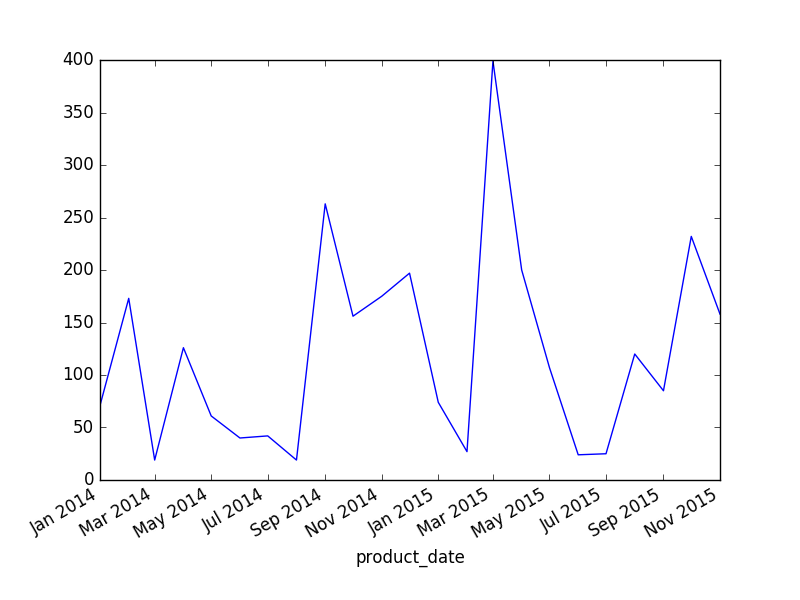 400
350
300
250
200
150
100
50
0
Jan 2014
Mar 2014
May 2014
Jul 2014
Sep 2014
Nov 2014
Jan 2015
Mar 2015
May 2015
Jul 2015
Sep 2015
Nov 2015
product_date